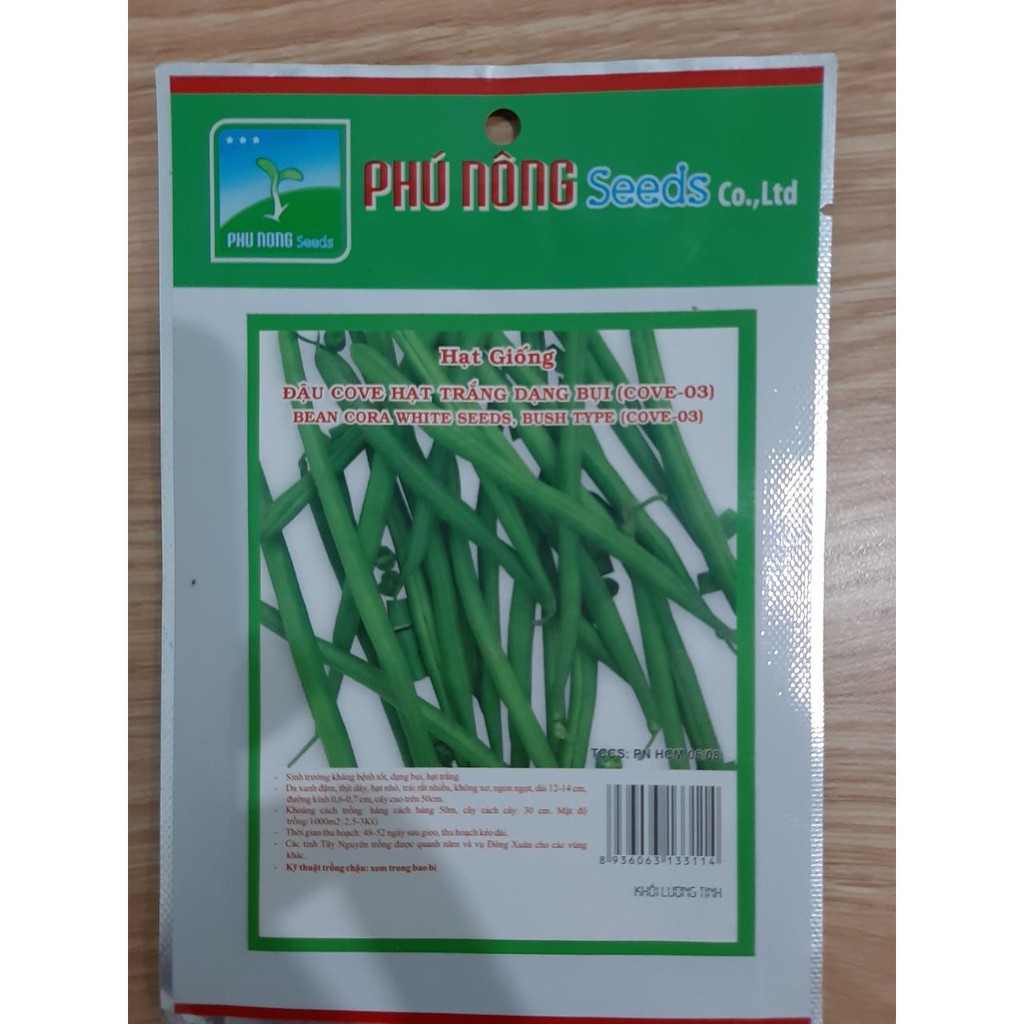 PHÚ NÔNG Seeds Co.,Ltd
PHU NONG Seeds
Hạt Giống
ĐẬU COVE HẠT TRẮNG DẠNG BỤI (COVE-03)
BEAN CORA WHITE SEEDS, BUSH TYPE (COVE-03)
TCCS: PN HCM 06/08
- Sinh trưởng kháng bệnh tốt, dạng bụi, hạt trắng.
- Da xanh đậm, thịt dày, hạt nhỏ, trái rất nhiều, không xơ, ngon ngọt, dài 12-14 cm,
đường kính 0,6-0,7 cm, cây cao trên 50cm.
- Khoảng cách trồng: hàng cách hàng 50m, cây cách cây: 30 cm. Mật độ
trồng/1000m2: 2.5-3KG
- Thời gian thu hoạch: 48-52 ngày sau gieo, thu hoạch kéo dài.
- Các tỉnh Tây Nguyên trồng được quanh năm và vụ Đông Xuân cho các vùng
khác.
- Kỹ thuật trồng chậu: xem trong bao bì
8 936063 133114
KHỐI LƯỢNG TỊNH